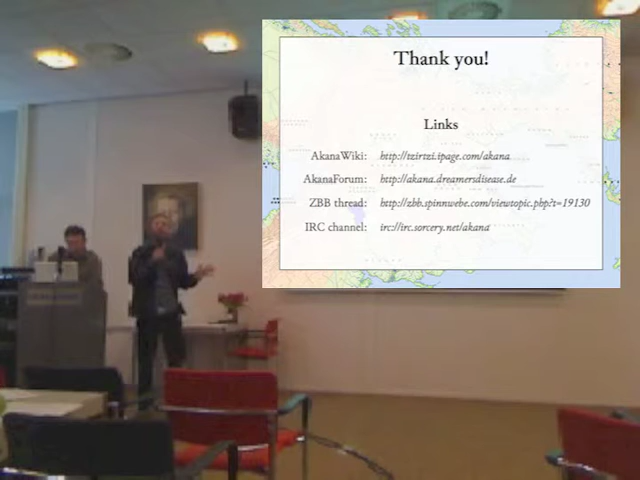 Thank you!
Links
AkanaWiki: http://tzirtzi.ipage.com/akana
AkanaForum: http://akana.dreamersdisease.de
ZBB thread: http://zbb.spinnwebe.com/viewtopic.php?t=19130
IRC channel: irc://irc.sorcery.net/akana